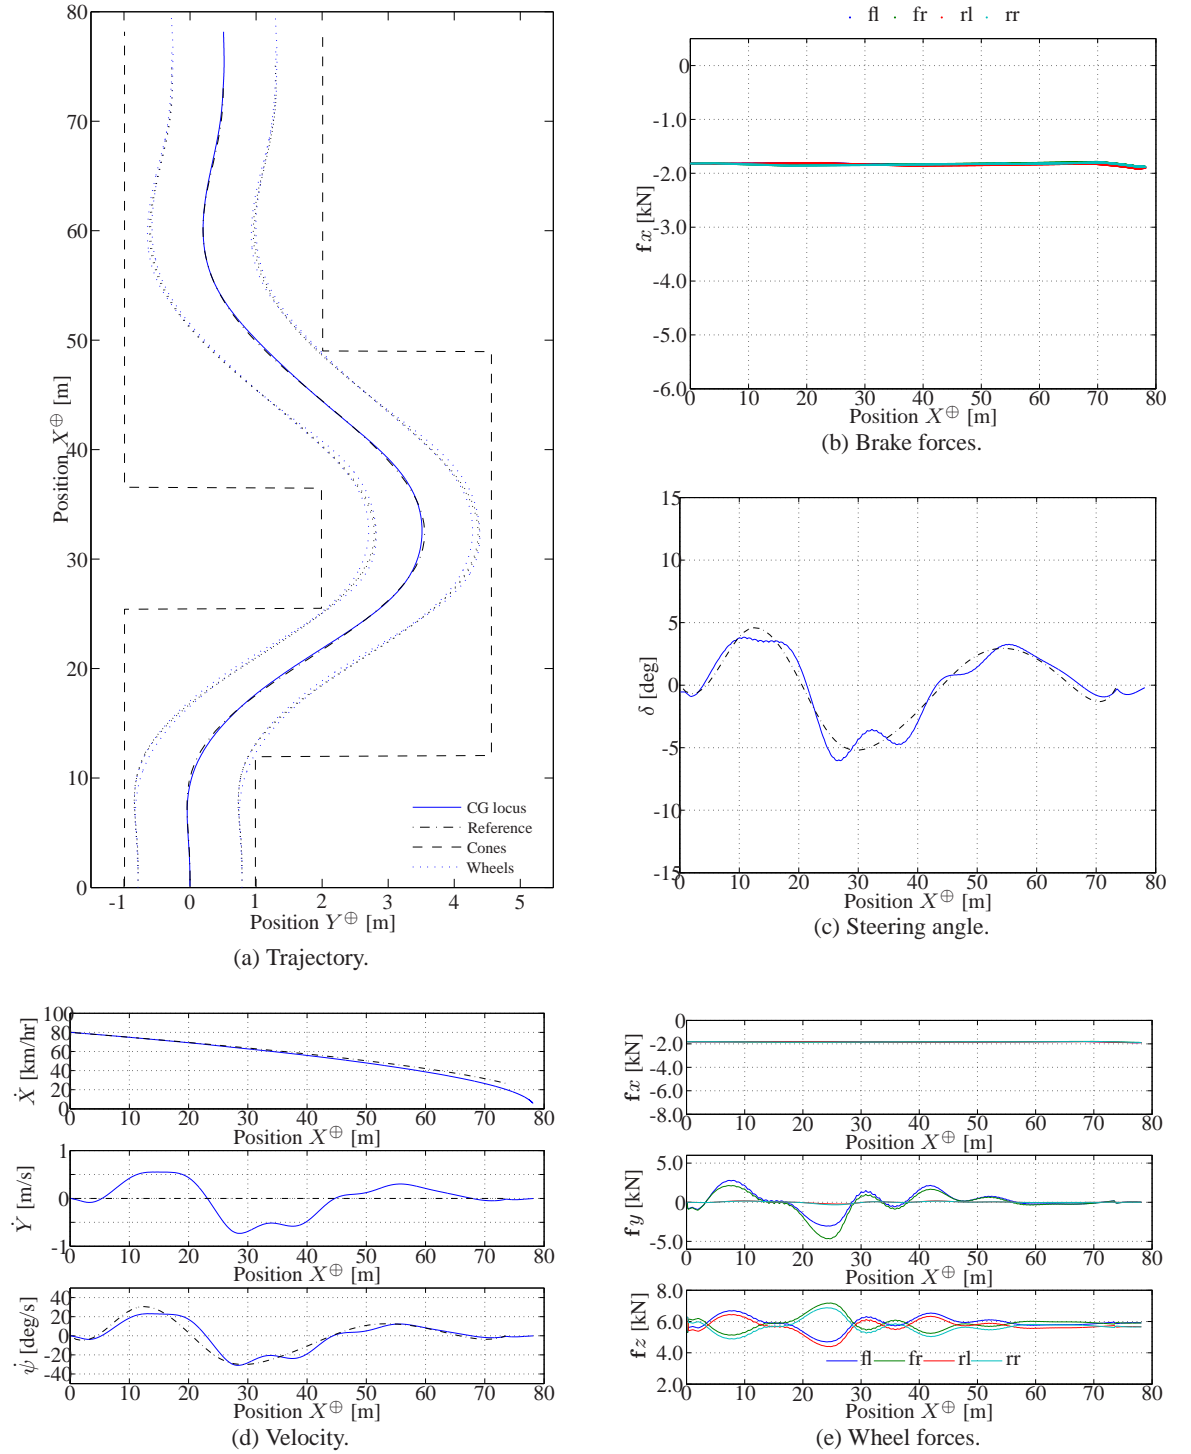 80
70
60
50
40
30
20
10
0
-1 0 1 2 3 4 5
Position X⊕ [m]
Position Y⊕ [m]
CG locus
Reference
Cones
Wheels
(a) Trajectory.
fl fr rl rr
0
-1.0
-2.0
-3.0
-4.0
-5.0
-6.0
0 10 20 30 40 50 60 70 80
fx [kN]
Position X⊕ [m]
(b) Brake forces.
15
10
5
0
-5
-10
-15
0 10 20 30 40 50 60 70 80
δ [deg]
Position X⊕ [m]
(c) Steering angle.
100
80
60
40
20
0
0 10 20 30 40 50 60 70 80
Ẋ [km/hr]
Position X⊕ [m]
1
0
-1
0 10 20 30 40 50 60 70 80
Ẏ [m/s]
Position X⊕ [m]
40
20
0
-20
-40
0 10 20 30 40 50 60 70 80
ψ̇ [deg/s]
Position X⊕ [m]
(d) Velocity.
0
-2.0
-4.0
-6.0
-8.0
0 10 20 30 40 50 60 70 80
fx [kN]
Position X⊕ [m]
5.0
0
-5.0
0 10 20 30 40 50 60 70 80
fy [kN]
Position X⊕ [m]
8.0
6.0
4.0
2.0
0 10 20 30 40 50 60 70 80
fz [kN]
fl fr rl rr
Position X⊕ [m]
(e) Wheel forces.